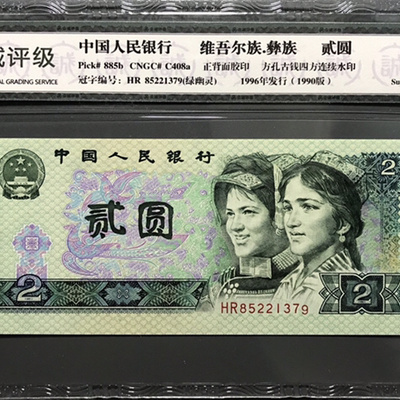 评级
AL GRADING SERVICE
中国人民银行 维吾尔族.彝族 贰圆
Pick# 885b CNGC# C408a 正背面胶印 方孔古钱四方连续水印
冠字编号: HR 85221379(绿幽灵) 1996年发行 (1990版)
Su
中国人民银行
2
贰圆
2
HR85221379
2